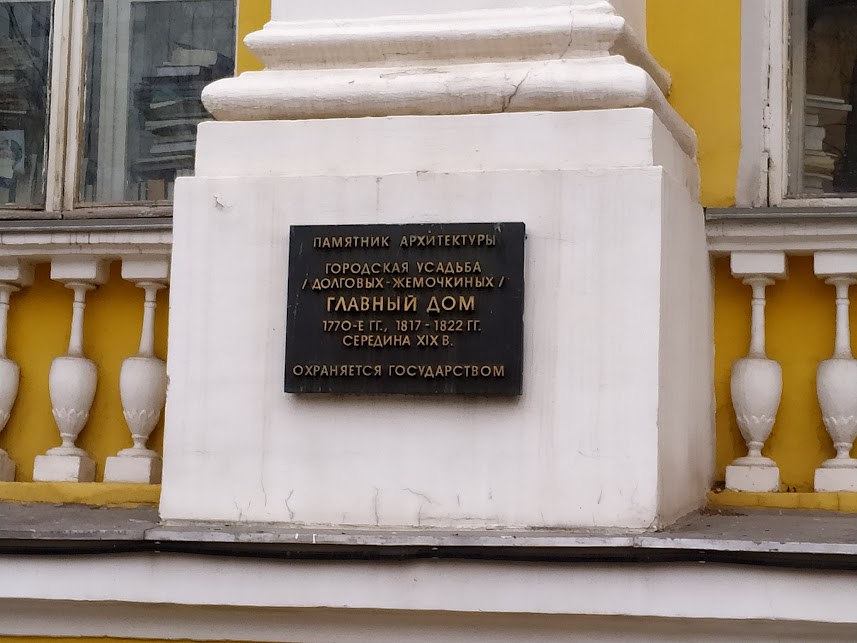 ПАМЯТНИК АРХИТЕКТУРЫ
ГОРОДСКАЯ УСАДЬБА
/ДОЛГОВЫХ-ЖЕМОЧКИНЫХ/
ГЛАВНЫЙ ДОМ
1770-Е ГГ., 1817-1822 ГГ.
СЕРЕДИНА XIX В.
ОХРАНЯЕТСЯ ГОСУДАРСТВОМ